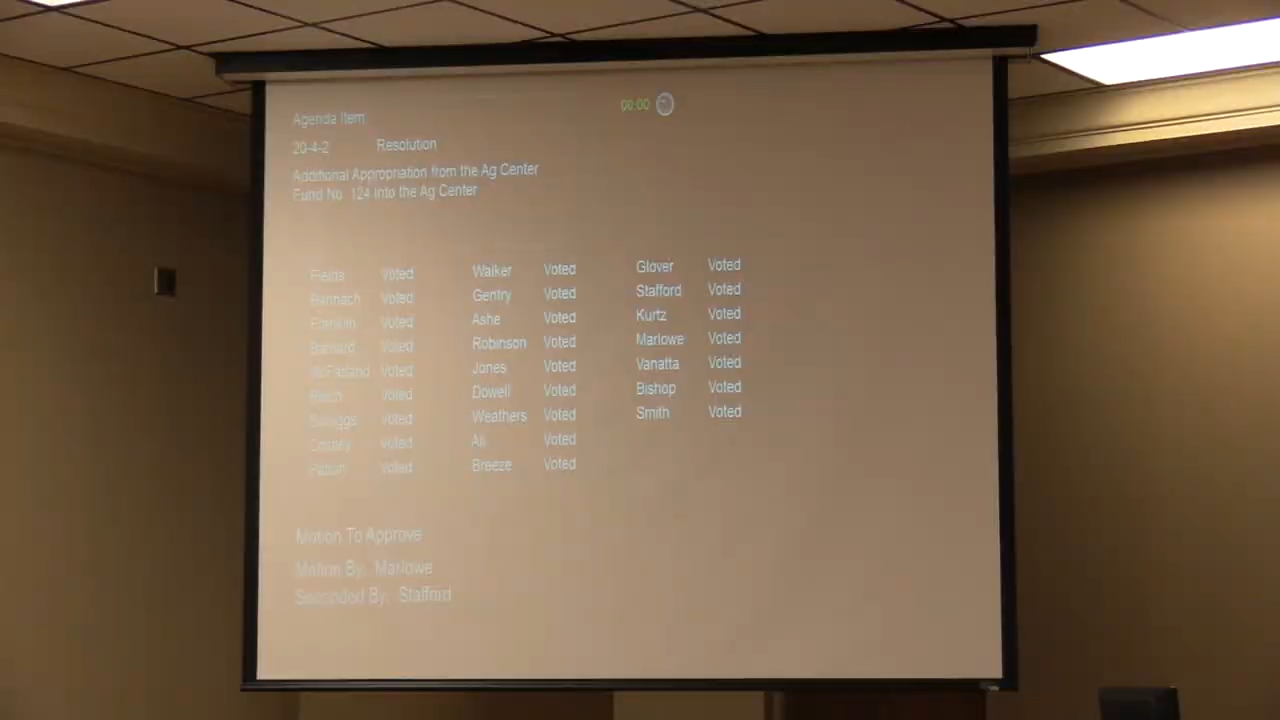 00:00
Agenda Item
20-4-2 Resolution
Additional Appropriation from the Ag Center
Fund No. 124 into the Ag Center
Fields Voted Walker Voted Glover Voted
Bannach Voted Gentry Voted Stafford Voted
Franklin Voted Ashe Voted Kurtz Voted
Barnard Voted Robinson Voted Marlowe Voted
McFarland Voted Jones Voted Vanatta Voted
Reich Voted Dowell Voted Bishop Voted
Scruggs Voted Weathers Voted Smith Voted
Voted Ali Voted
Patton Voted Breeze Voted
Motion To Approve
Motion By: Marlowe
Seconded By: Stafford